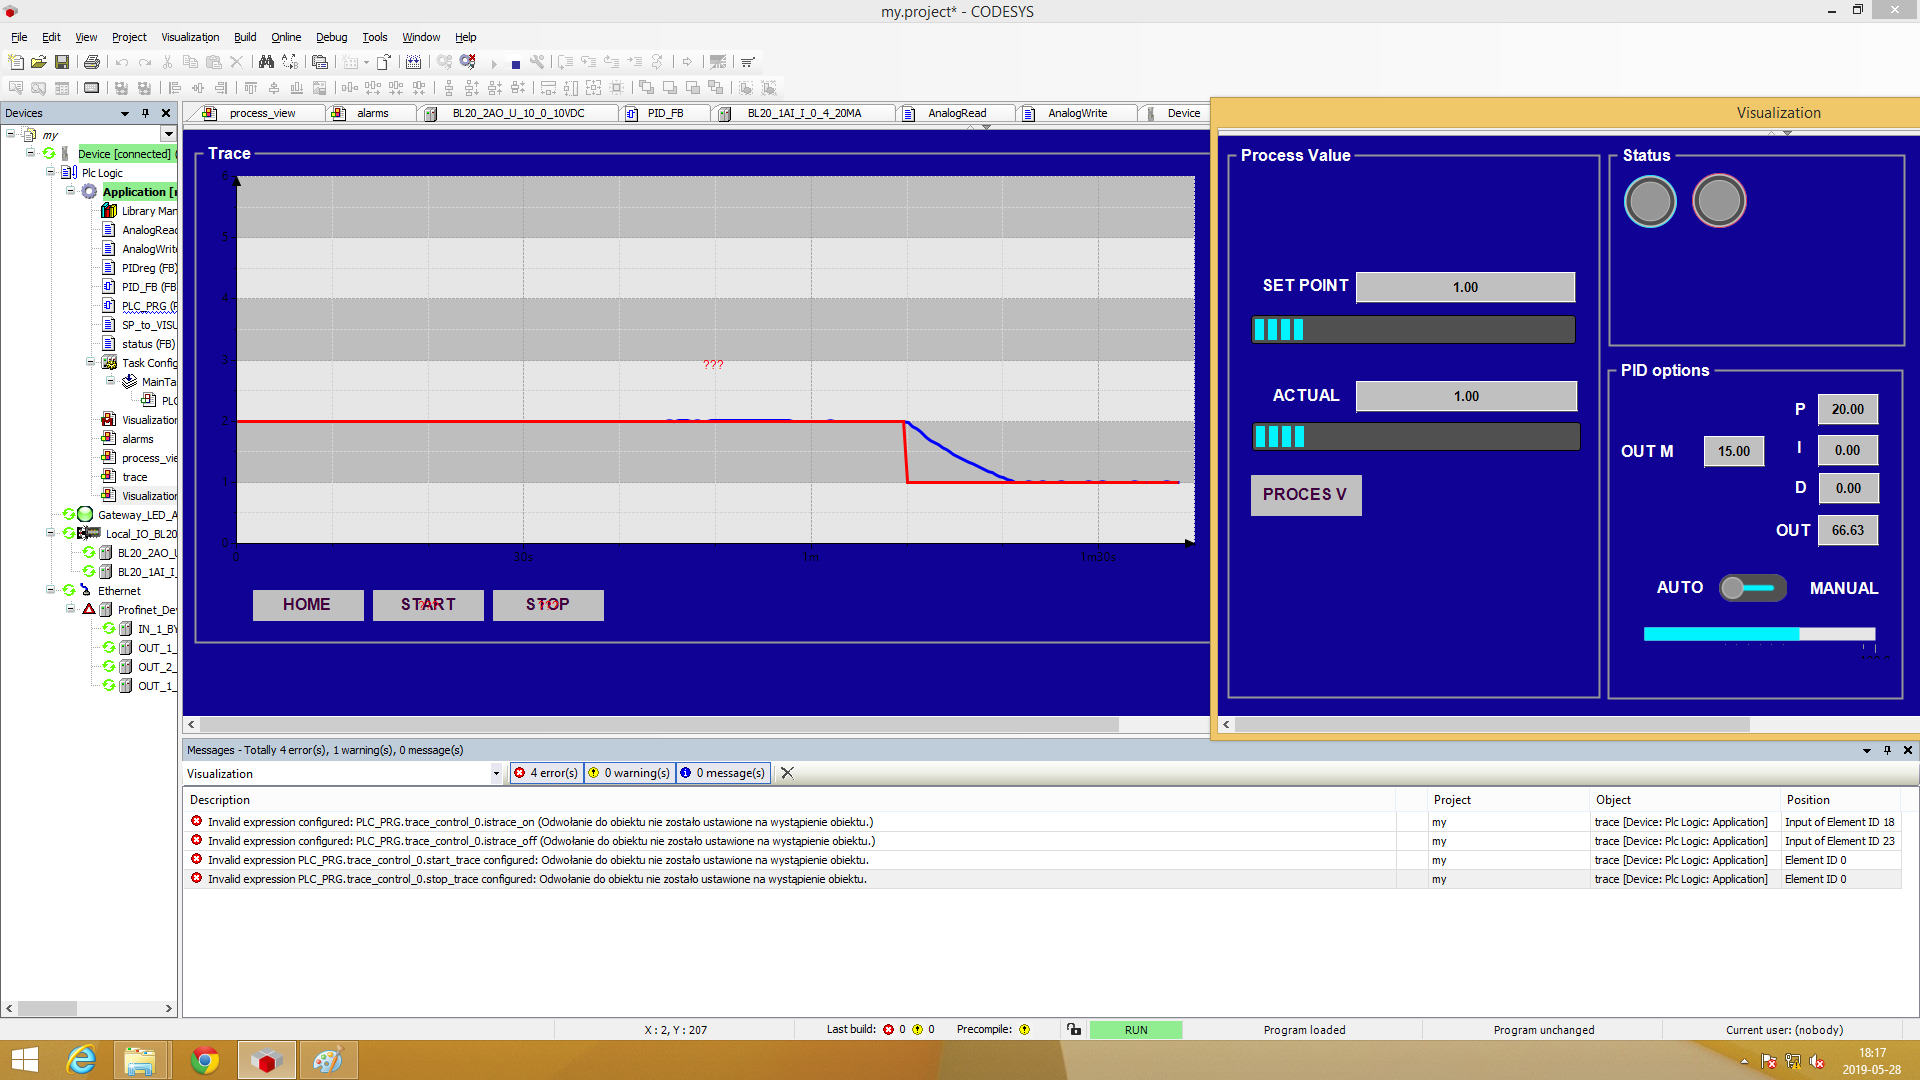 my.project* - CODESYS
File Edit View Project Visualization Build Online Debug Tools Window Help
Devices
process_view alarms BL20_2AO_U_10_0_10VDC PID_FB BL20_1AI_I_0_4_20MA AnalogRead AnalogWrite Device
my
Device [connected] (
Plc Logic
Application [r
Library Man
AnalogRead
AnalogWrit
PIDreg (FB)
PID_FB (FB
PLC_PRG (P
SP_to_VISU
status (FB)
Task Config
MainTa
PLC
Visualization
alarms
process_vie
trace
Visualization
Gateway_LED_A
Local_IO_BL20
BL20_2AO_U
BL20_1AI_I_
Ethernet
Profinet_Dev
IN_1_BY
OUT_1_
OUT_2_
OUT_1_
Trace
6
5
4
3
2
1
0
???
0 30s 1m 1m30s
HOME START STOP
Visualization
Process Value
SET POINT 1.00
ACTUAL 1.00
PROCES V
Status
PID options
P 20.00
OUT M 15.00 I 0.00
D 0.00
OUT 66.63
AUTO MANUAL
Messages - Totally 4 error(s), 1 warning(s), 0 message(s)
Visualization 4 error(s) 0 warning(s) 0 message(s)
Description Project Object Position
Invalid expression configured: PLC_PRG.trace_control_0.istrace_on (Odwołanie do obiektu nie zostało ustawione na wystąpienie obiektu.) my trace [Device: Plc Logic: Application] Input of Element ID 18
Invalid expression configured: PLC_PRG.trace_control_0.istrace_off (Odwołanie do obiektu nie zostało ustawione na wystąpienie obiektu.) my trace [Device: Plc Logic: Application] Input of Element ID 23
Invalid expression PLC_PRG.trace_control_0.start_trace configured: Odwołanie do obiektu nie zostało ustawione na wystąpienie obiektu. my trace [Device: Plc Logic: Application] Element ID 0
Invalid expression PLC_PRG.trace_control_0.stop_trace configured: Odwołanie do obiektu nie zostało ustawione na wystąpienie obiektu. my trace [Device: Plc Logic: Application] Element ID 0
X : 2, Y : 207 Last build: 0 0 Precompile: RUN Program loaded Program unchanged Current user: (nobody)
18:17
2019-05-28